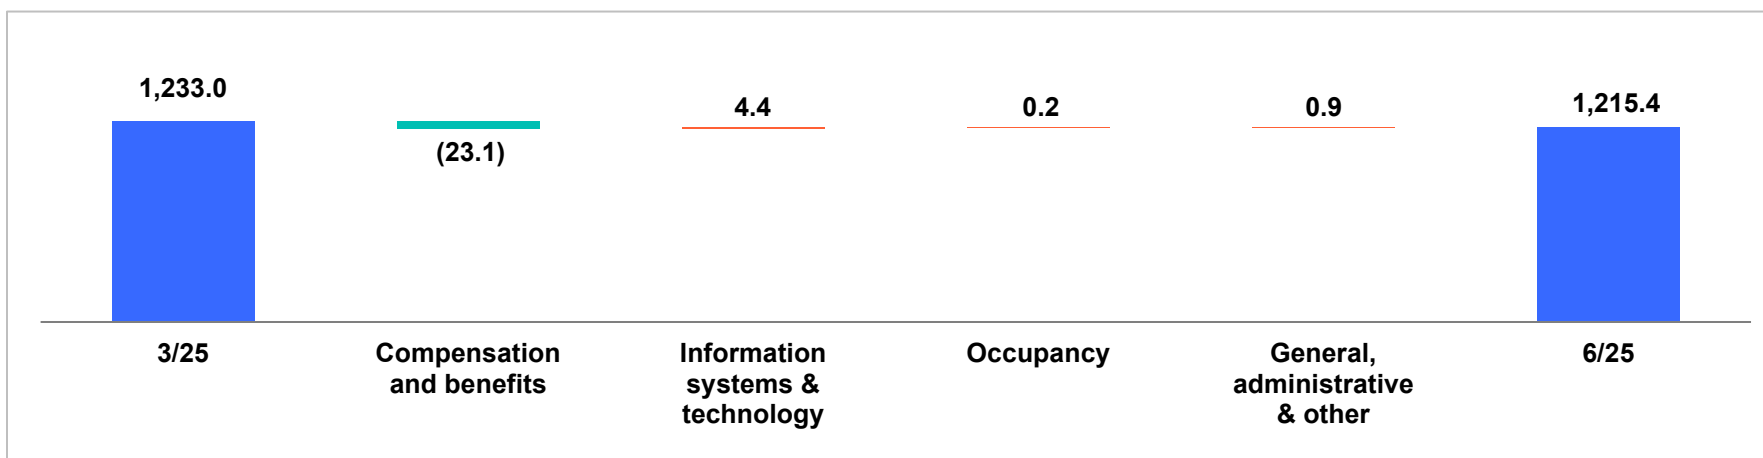 1,233.0
(23.1)
4.4
0.2
0.9
1,215.4
3/25
Compensation
and benefits
Information
systems &
technology
Occupancy
General,
administrative
& other
6/25